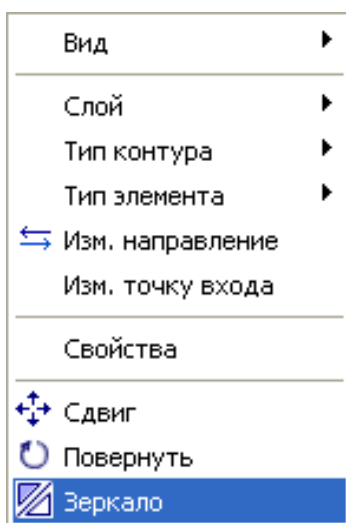 Вид
Слой
Тип контура
Тип элемента
Изм. направление
Изм. точку входа
Свойства
Сдвиг
Повернуть
Зеркало